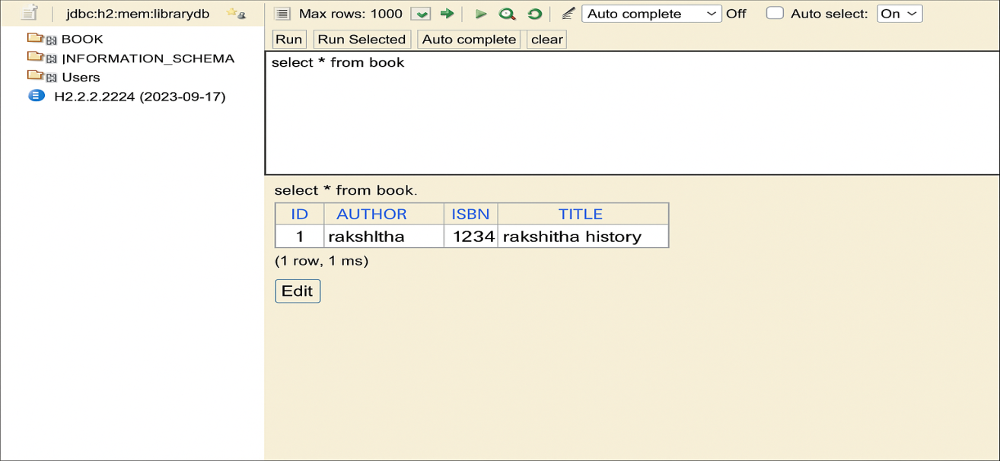 jdbc:h2:mem:librarydb
Max rows: 1000 Auto complete Off Auto select: On
Run Run Selected Auto complete clear
BOOK
INFORMATION_SCHEMA
Users
H2.2.2.2224 (2023-09-17)
select * from book
select * from book.
ID AUTHOR ISBN TITLE
1 rakshltha 1234 rakshitha history
(1 row, 1 ms)
Edit